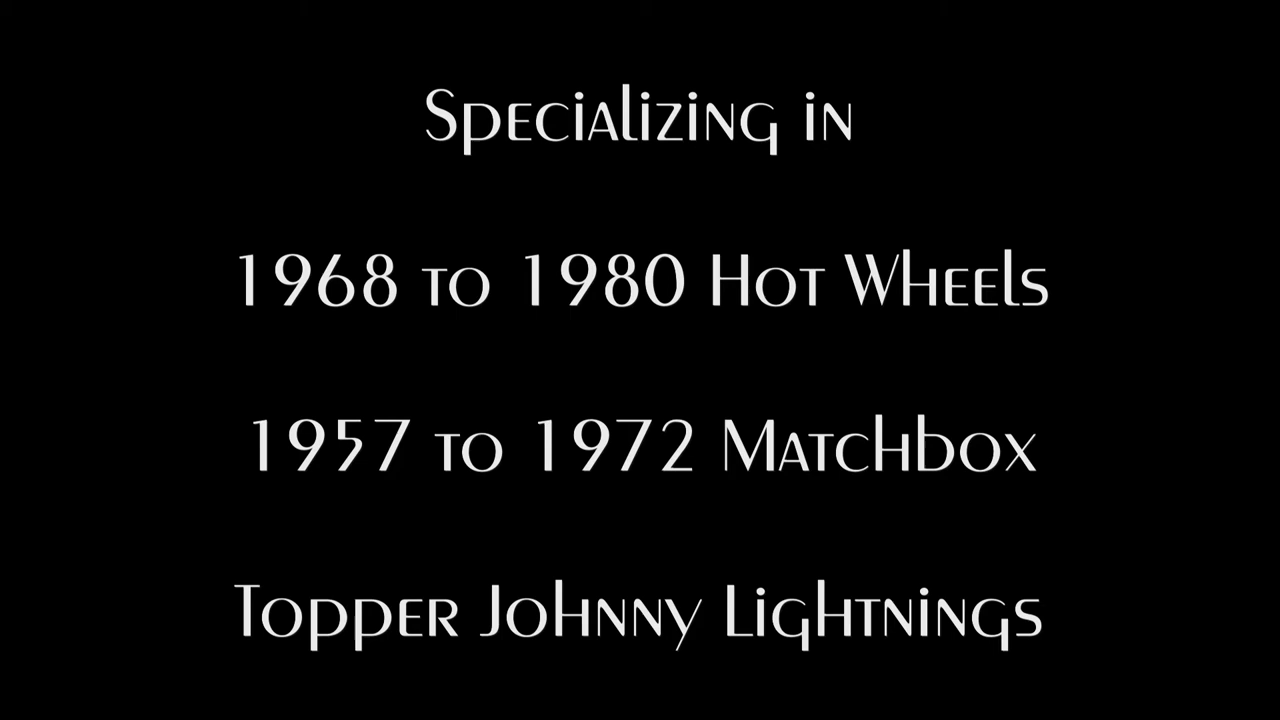 Specializing in
1968 to 1980 Hot Wheels
1957 to 1972 Matchbox
Topper Johnny Lightnings